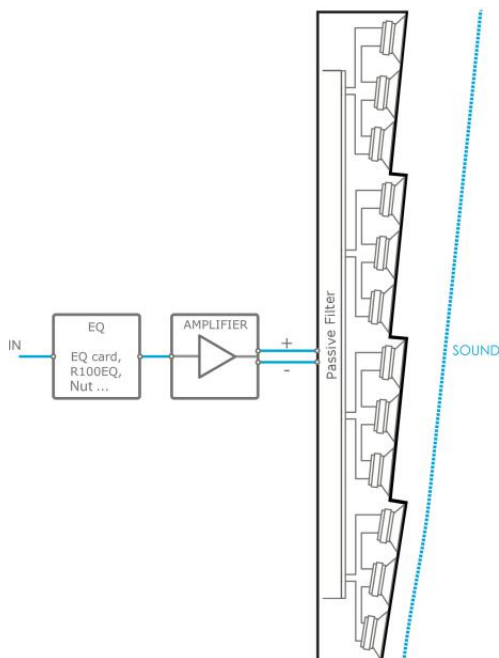 IN
EQ
EQ card,
R100EQ,
Nut ...
AMPLIFIER
+
-
Passive Filter
SOUND